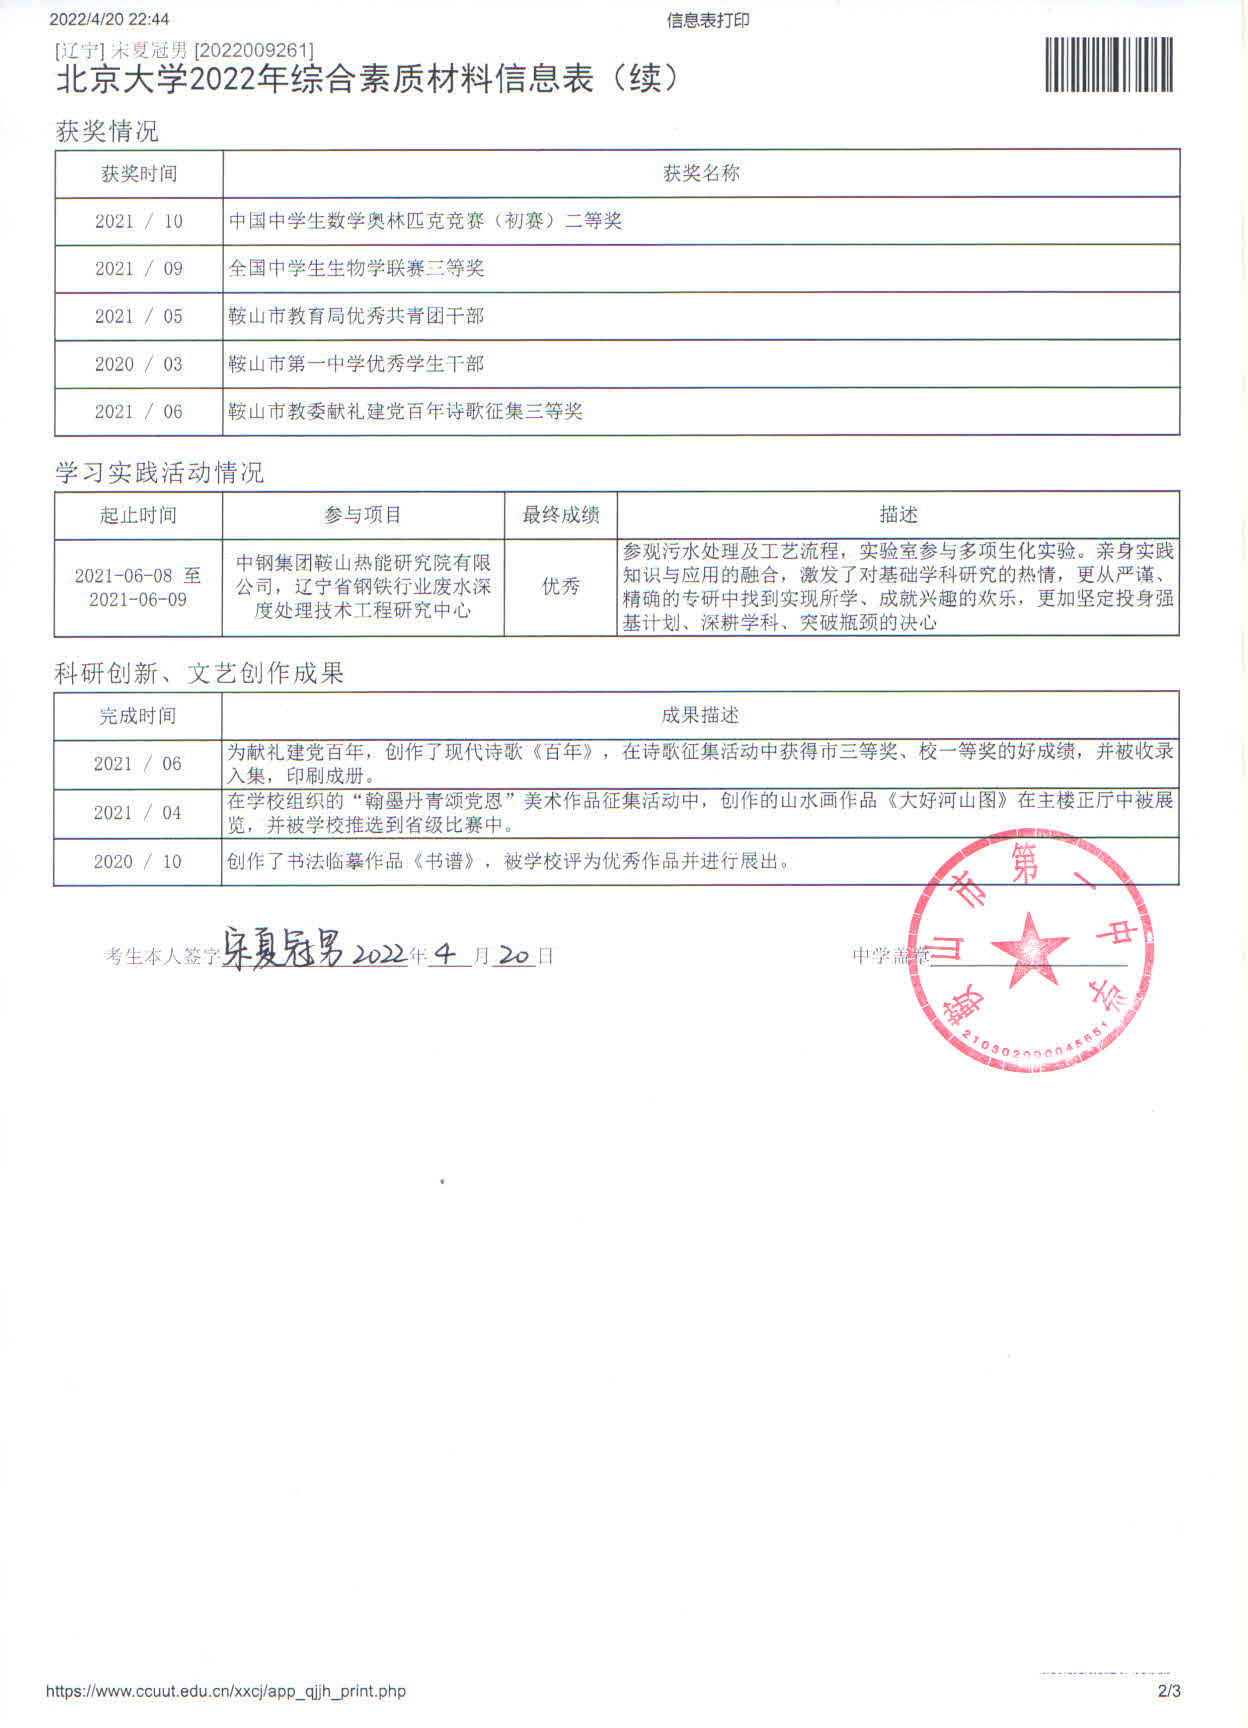 2022/4/20 22:44
信息表打印
[辽宁] 宋夏冠男 [2022009261]
北京大学2022年综合素质材料信息表（续）
获奖情况
获奖时间 获奖名称
2021 / 10 中国中学生数学奥林匹克竞赛（初赛）二等奖
2021 / 09 全国中学生生物学联赛三等奖
2021 / 05 鞍山市教育局优秀共青团干部
2020 / 03 鞍山市第一中学优秀学生干部
2021 / 06 鞍山市教委献礼建党百年诗歌征集三等奖
学习实践活动情况
起止时间 参与项目 最终成绩 描述
2021-06-08 至
2021-06-09
中钢集团鞍山热能研究院有限
公司，辽宁省钢铁行业废水深
度处理技术工程研究中心
优秀
参观污水处理及工艺流程，实验室参与多项生化实验。亲身实践
知识与应用的融合，激发了对基础学科研究的热情，更从严谨、
精确的专研中找到实现所学、成就兴趣的欢乐，更加坚定投身强
基计划、深耕学科、突破瓶颈的决心
科研创新、文艺创作成果
完成时间 成果描述
2021 / 06 为献礼建党百年，创作了现代诗歌《百年》，在诗歌征集活动中获得市三等奖、校一等奖的好成绩，并被收录
入集，印刷成册。
2021 / 04 在学校组织的“翰墨丹青颂党恩”美术作品征集活动中，创作的山水画作品《大好河山图》在主楼正厅中被展
览，并被学校推选到省级比赛中。
2020 / 10 创作了书法临摹作品《书谱》，被学校评为优秀作品并进行展出。
考生本人签字宋夏冠男 2022年 4 月 20 日
中学盖章
鞍山市第一中学
210302000045651
https://www.ccuut.edu.cn/xxcj/app_qjjh_print.php
2/3